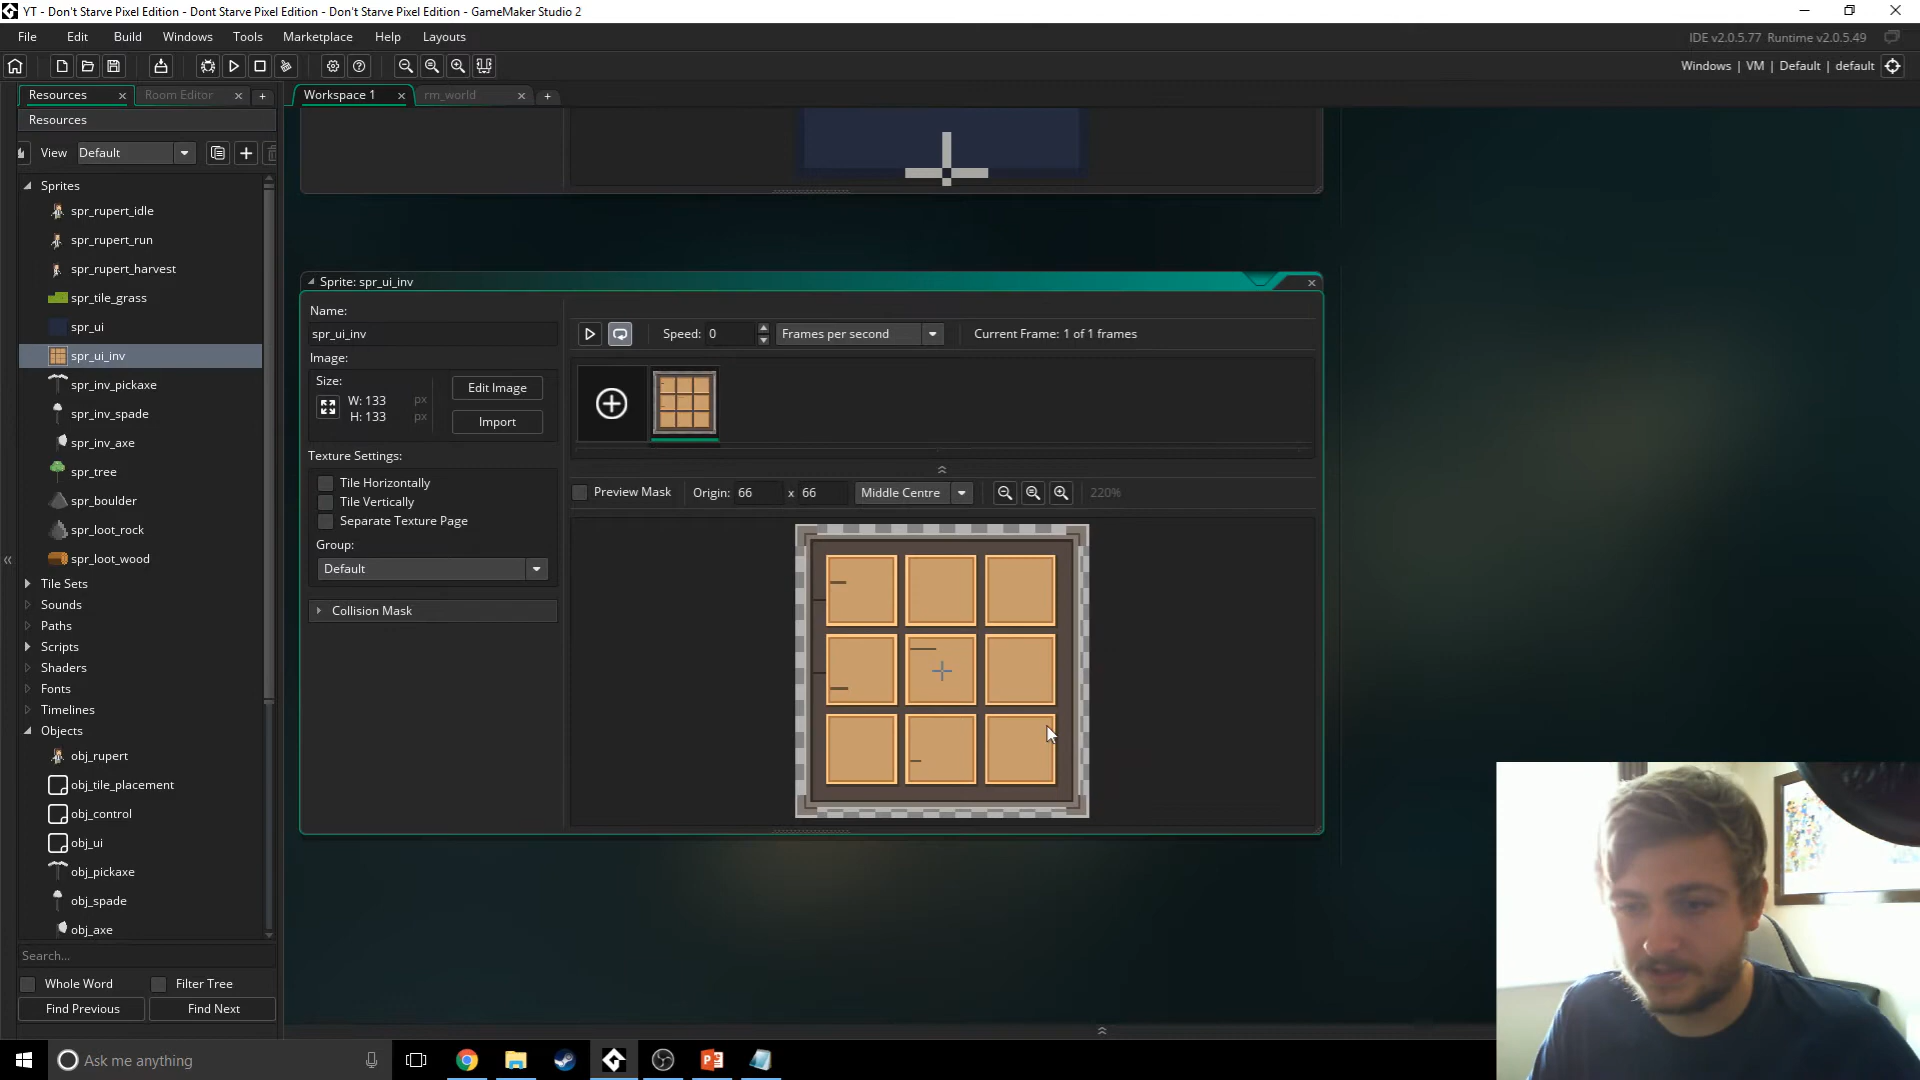 YT - Don't Starve Pixel Edition - Dont Starve Pixel Edition - Don't Starve Pixel Edition - GameMaker Studio 2
File Edit Build Windows Tools Marketplace Help Layouts
IDE v2.0.5.77 Runtime v2.0.5.49
Windows | VM | Default | default
Resources
Room Editor
Workspace 1
rm_world
Resources
View Default
Sprites
spr_rupert_idle
spr_rupert_run
spr_rupert_harvest
spr_tile_grass
spr_ui
spr_ui_inv
spr_inv_pickaxe
spr_inv_spade
spr_inv_axe
spr_tree
spr_boulder
spr_loot_rock
spr_loot_wood
Tile Sets
Sounds
Paths
Scripts
Shaders
Fonts
Timelines
Objects
obj_rupert
obj_tile_placement
obj_control
obj_ui
obj_pickaxe
obj_spade
obj_axe
Search...
Whole Word
Filter Tree
Find Previous
Find Next
Sprite: spr_ui_inv
Name:
spr_ui_inv
Image:
Size:
W: 133 px
H: 133 px
Edit Image
Import
Texture Settings:
Tile Horizontally
Tile Vertically
Separate Texture Page
Group:
Default
Collision Mask
Speed: 0
Frames per second
Current Frame: 1 of 1 frames
Preview Mask
Origin: 66 x 66
Middle Centre
220%
Ask me anything